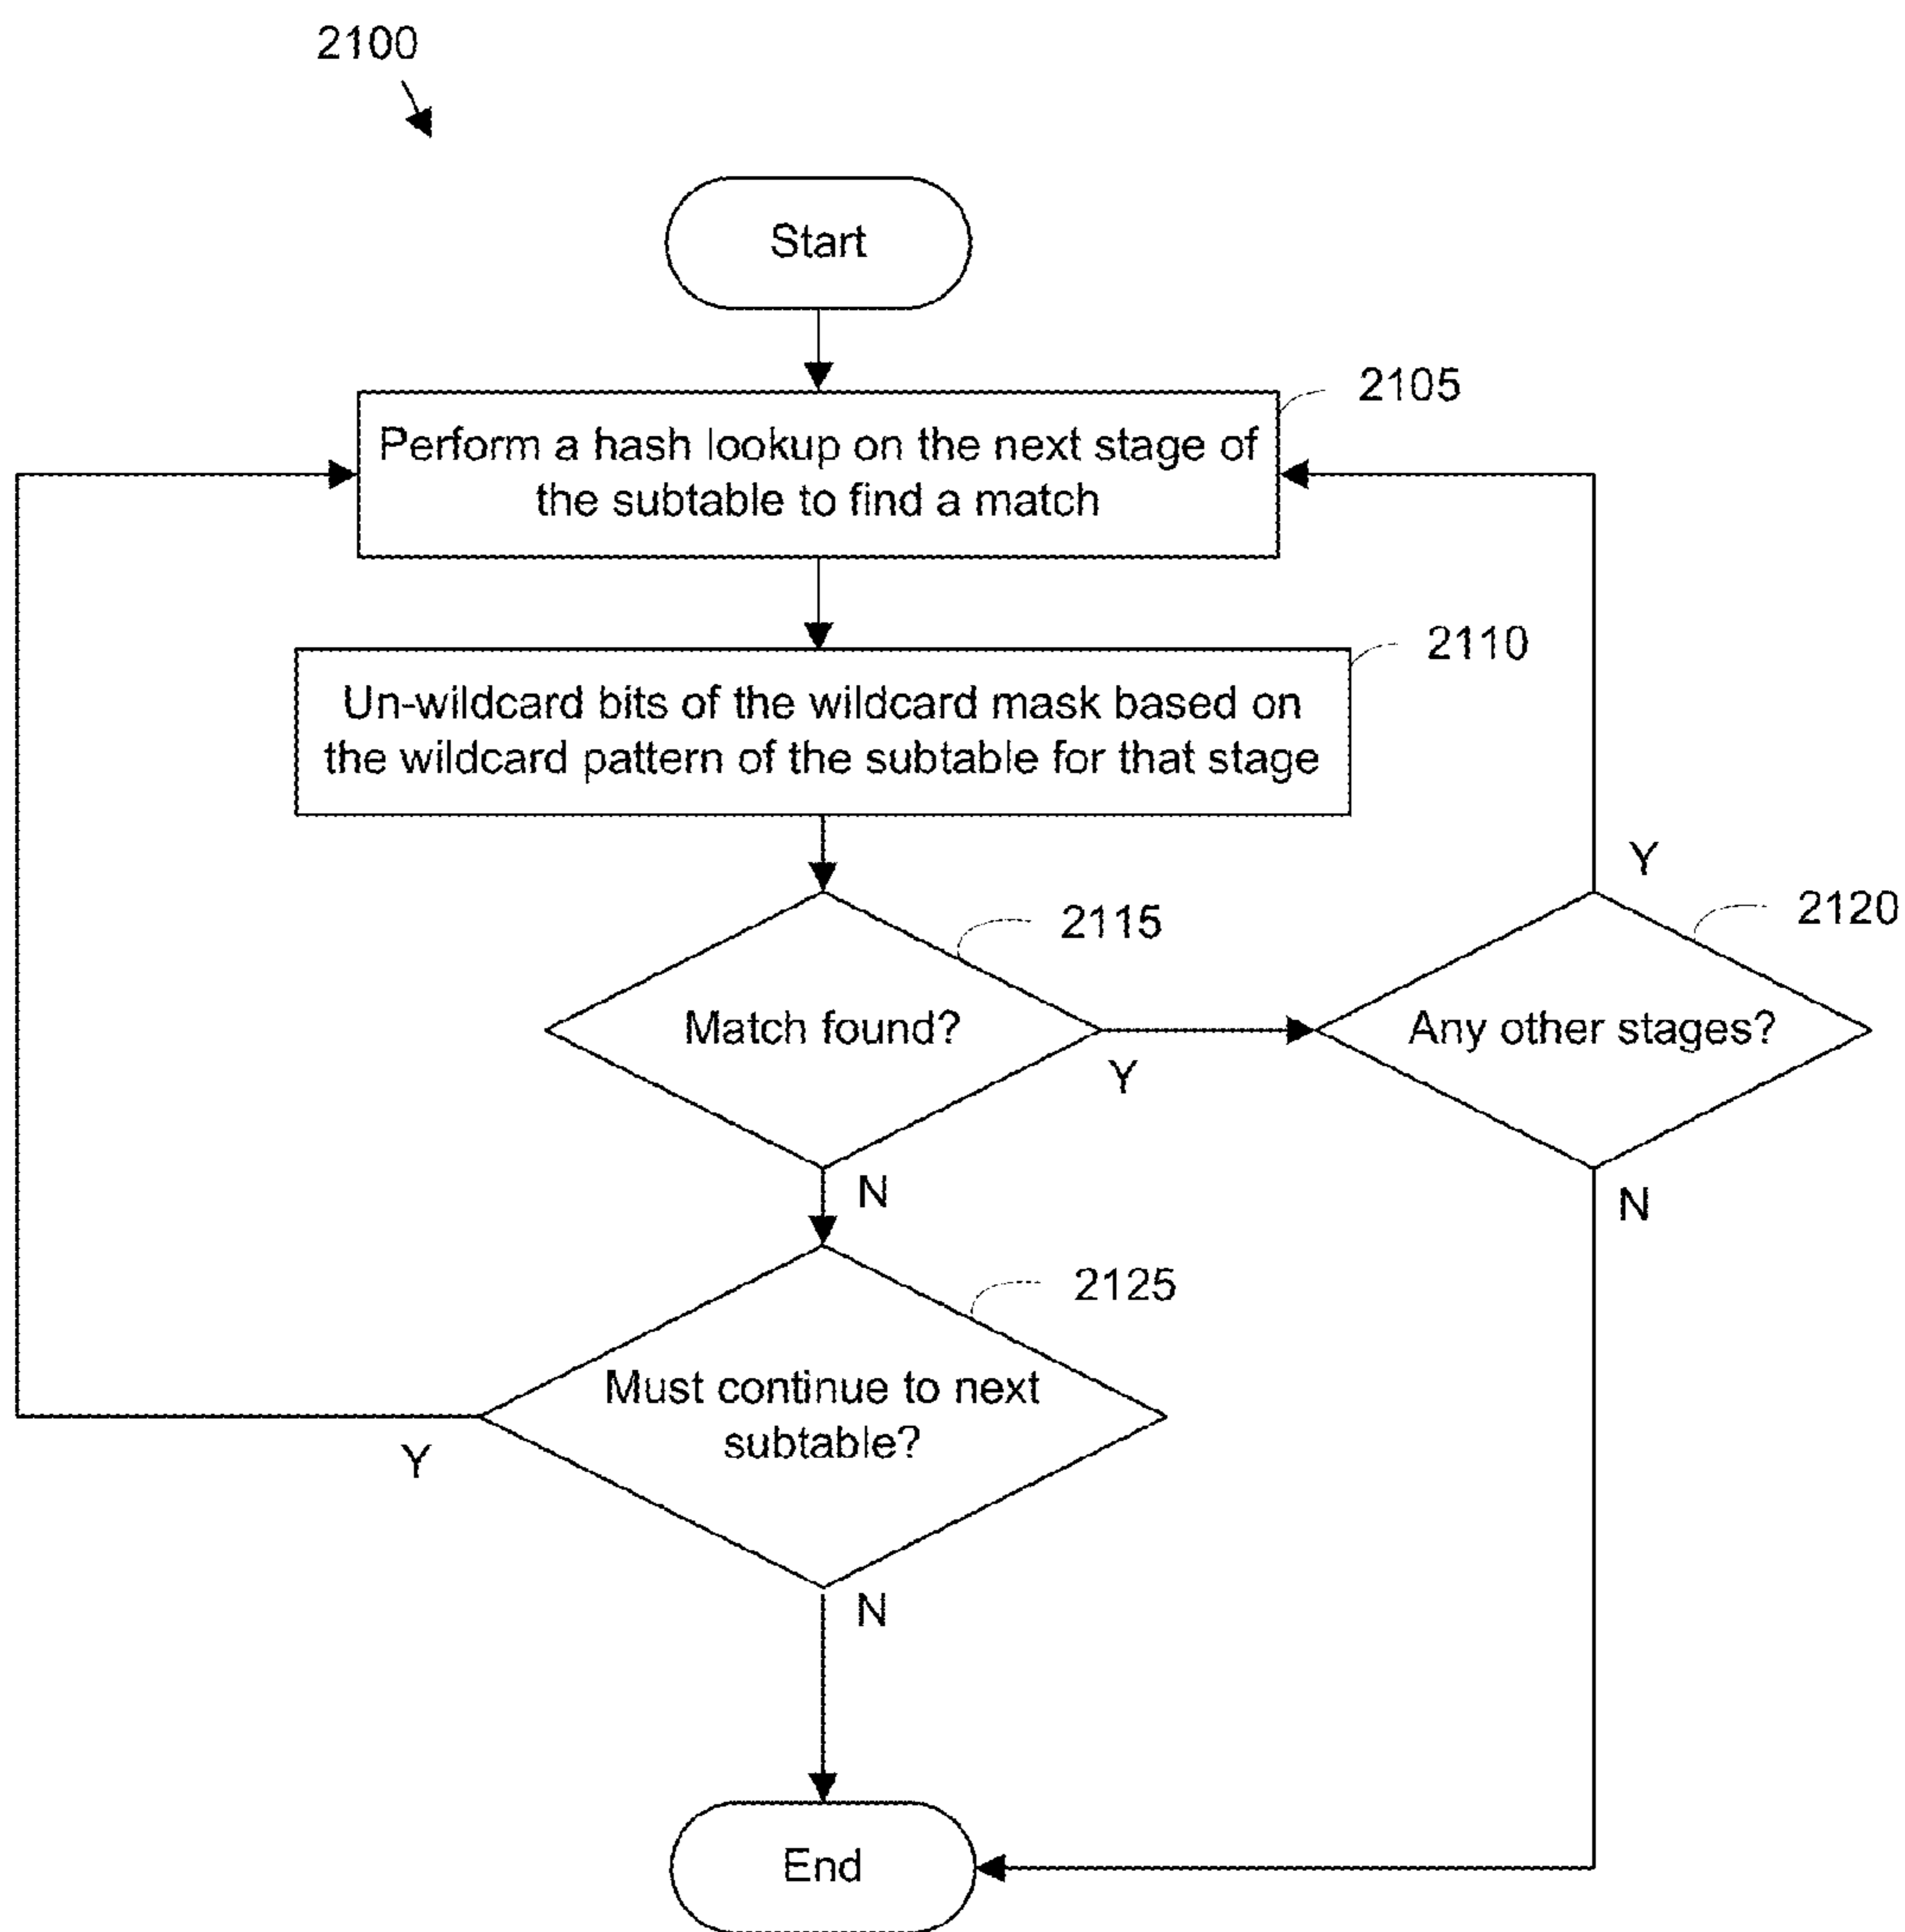 2100
Start
2105
Perform a hash lookup on the next stage of
the subtable to find a match
2110
Un-wildcard bits of the wildcard mask based on
the wildcard pattern of the subtable for that stage
Y
2115
2120
Match found?
Any other stages?
Y
N
N
2125
Must continue to next
subtable?
Y
N
End